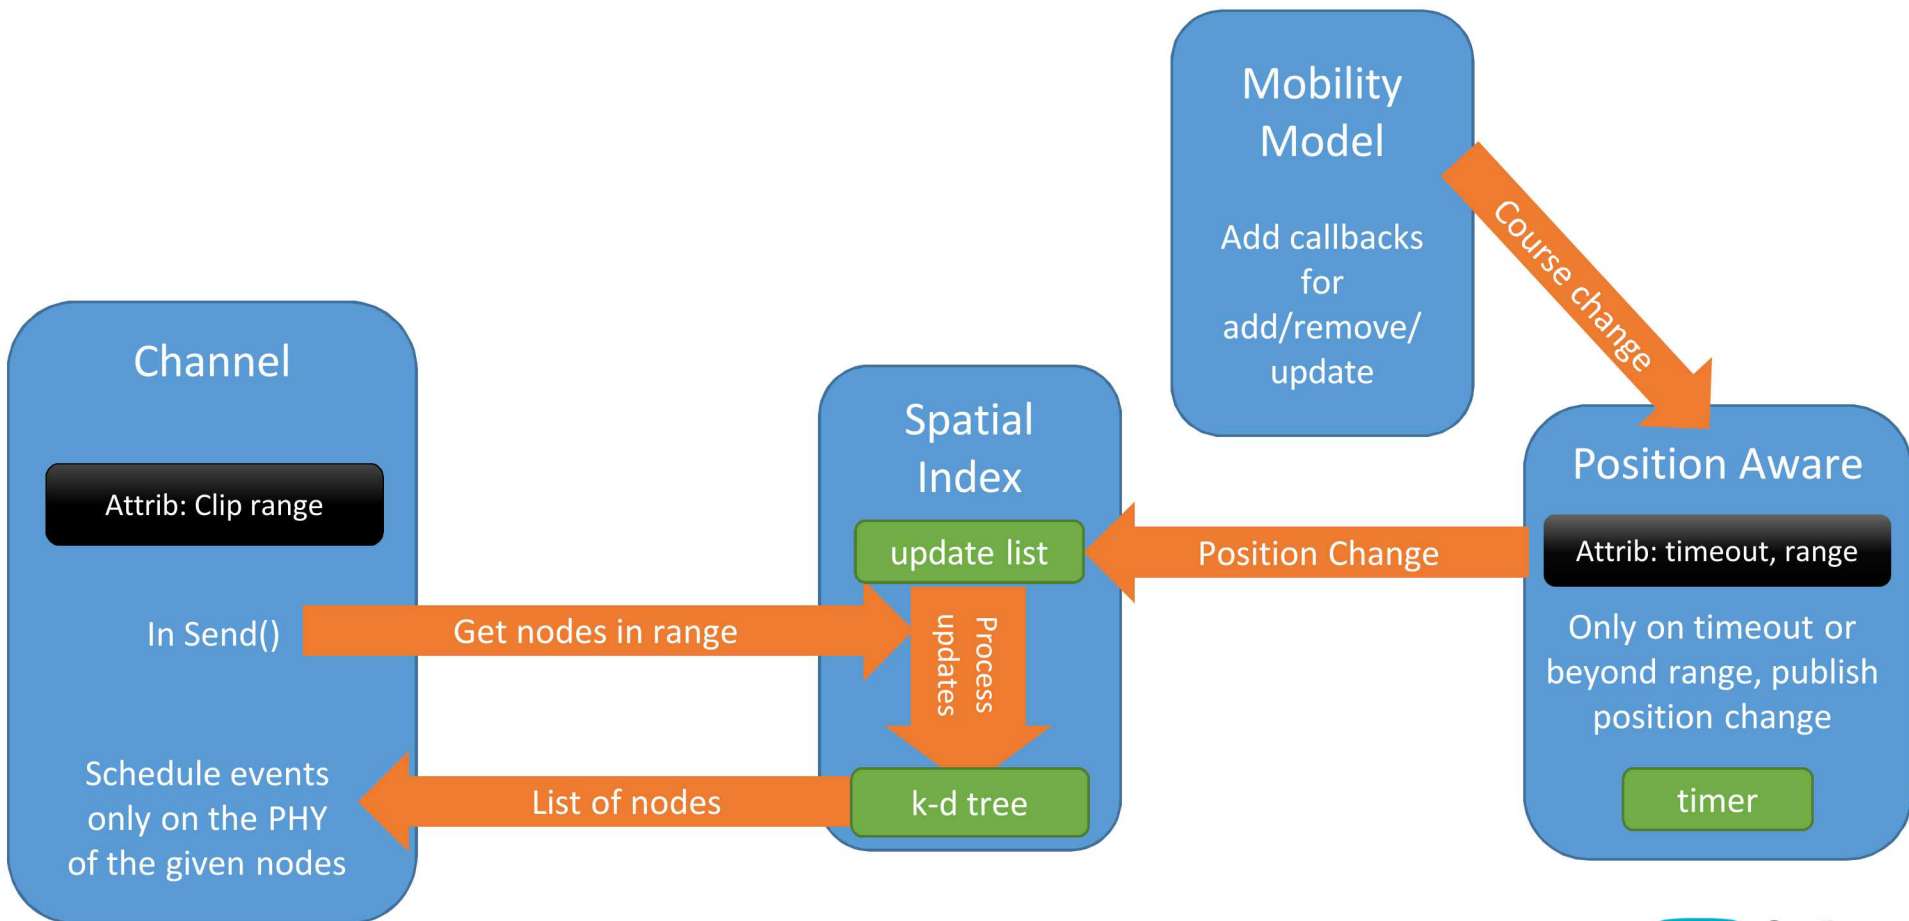 Mobility
Model
Add callbacks
for
add/remove/
update
Course change
Channel
Attrib: Clip range
In Send()
Get nodes in range
Schedule events
only on the PHY
of the given nodes
List of nodes
Spatial
Index
update list
Process
updates
k-d tree
Position Change
Position Aware
Attrib: timeout, range
Only on timeout or
beyond range, publish
position change
timer